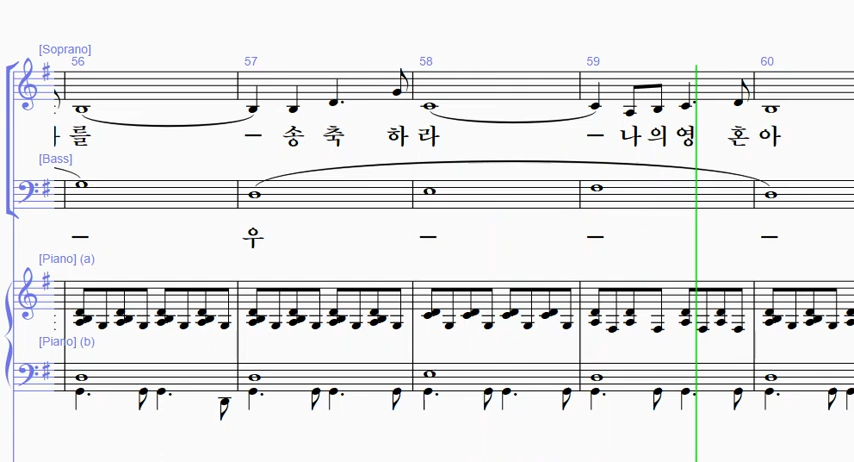 [Soprano]
56 57 58 59 60
를 – 송 축 하 라 – 나 의 영 혼 아
[Bass]
– 우 – – –
[Piano] (a)
[Piano] (b)